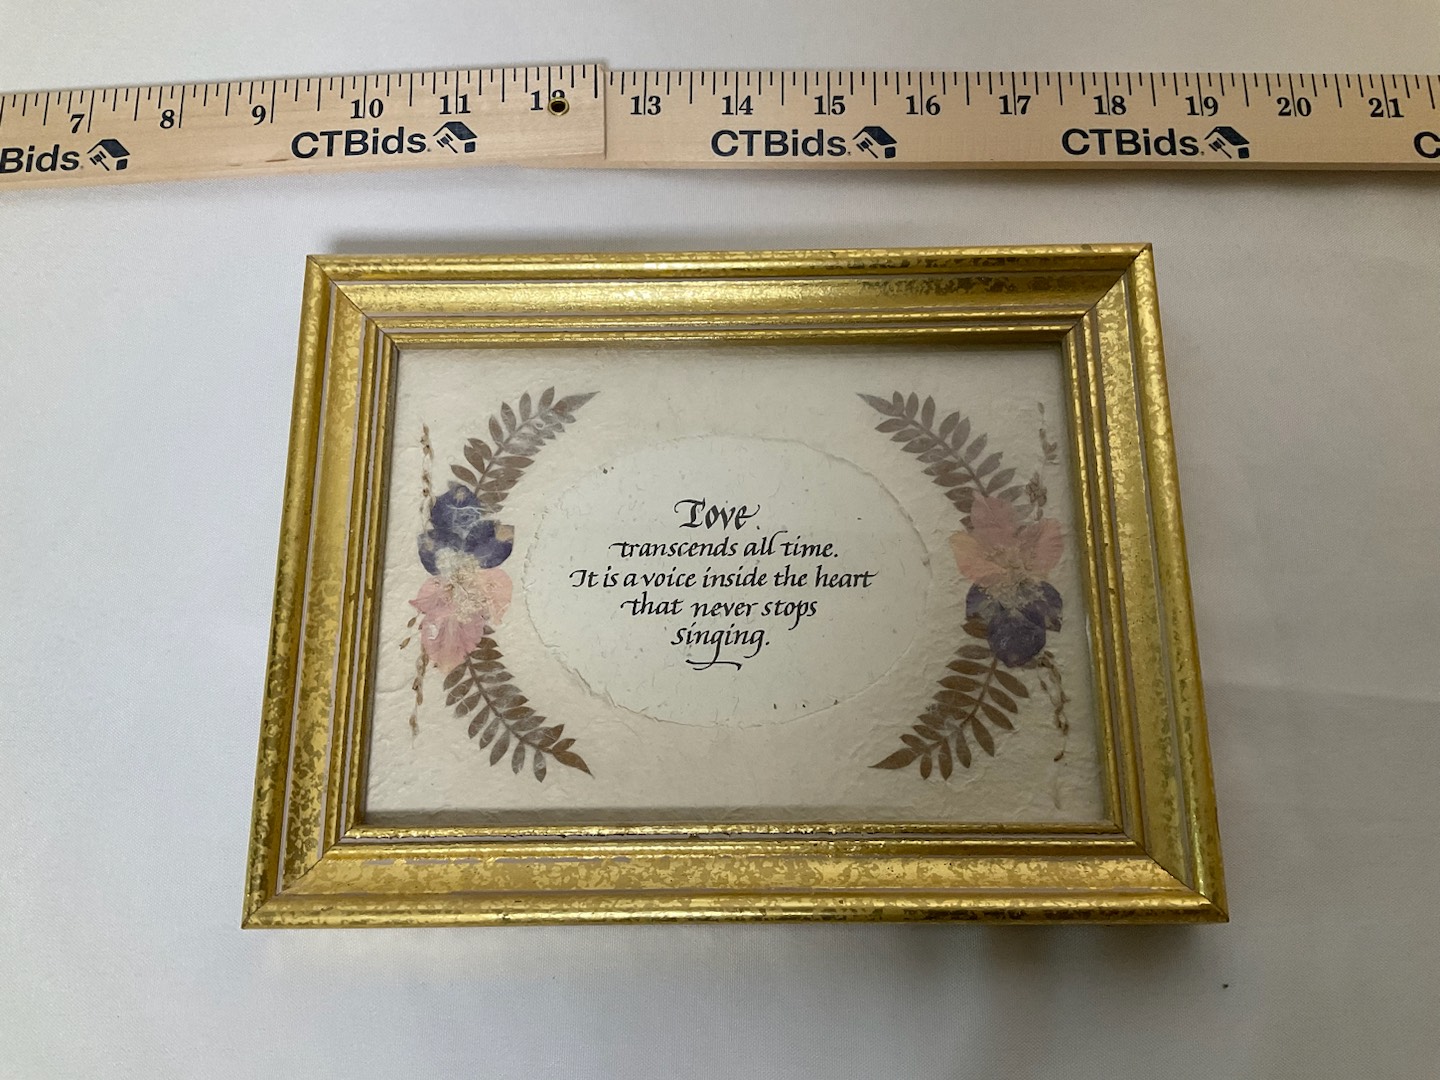 7 8 9 10 11 12 13 14 15 16 17 18 19 20 21
Bids CTBids. CTBids. CTBids. C
Love
transcends all time.
It is a voice inside the heart
that never stops
singing.